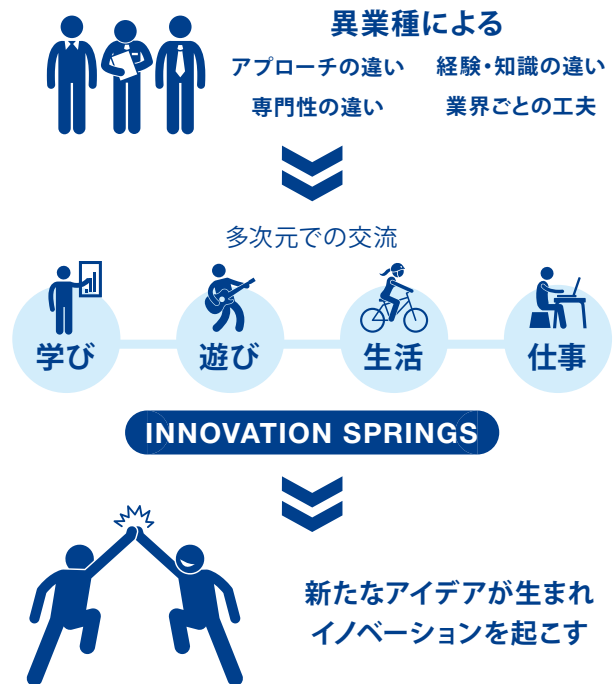 異業種による
アプローチの違い 経験・知識の違い
専門性の違い 業界ごとの工夫
多次元での交流
学び 遊び 生活 仕事
INNOVATION SPRINGS
新たなアイデアが生まれ
イノベーションを起こす